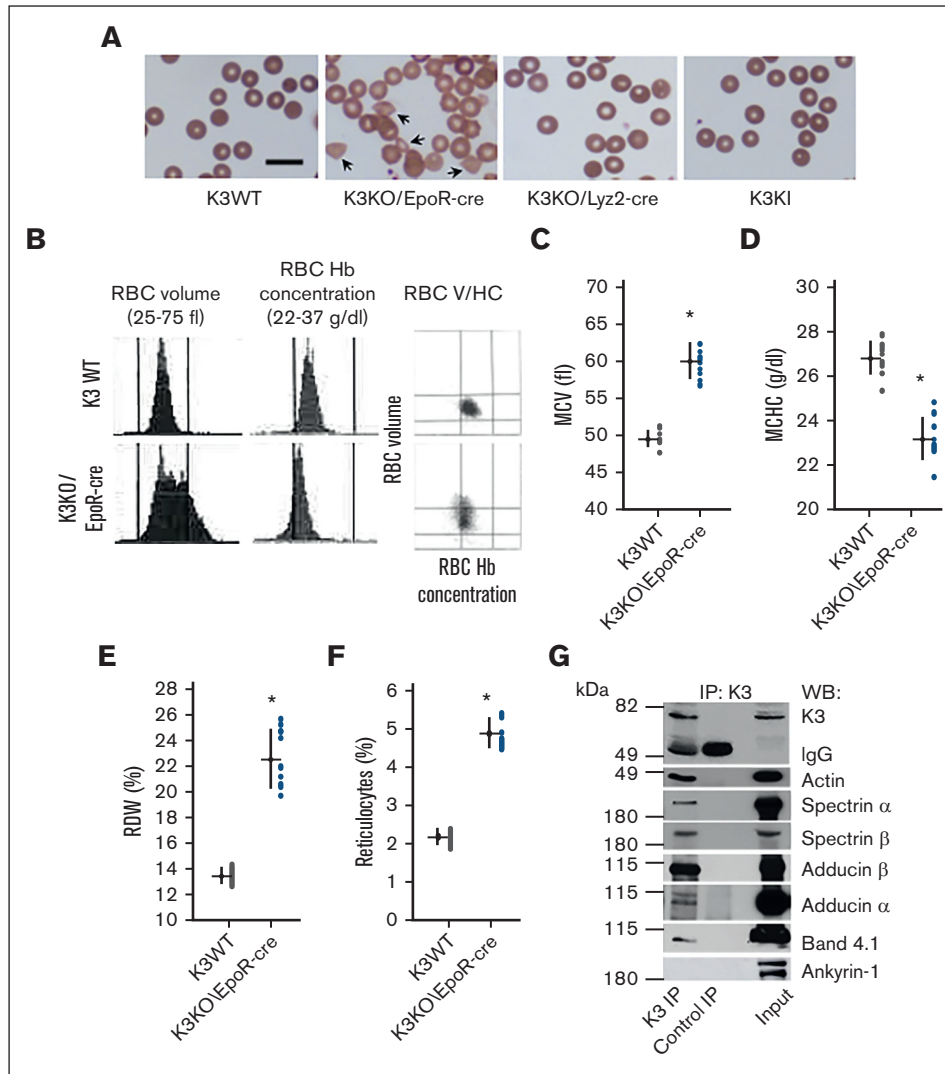 A
K3WT
K3KO/EpoR-cre
K3KO/Lyz2-cre
K3KI
B
RBC volume
(25-75 fl)
RBC Hb
concentration
(22-37 g/dl)
RBC V/HC
K3 WT
K3KO/
EpoR-cre
RBC volume
RBC Hb
concentration
C
MCV (fl)
70
65
60
55
50
45
40
*
K3WT
K3KO\EpoR-cre
D
MCHC (g/dl)
30
28
26
24
22
20
*
K3WT
K3KO\EpoR-cre
E
RDW (%)
28
26
24
22
20
18
16
14
12
10
*
K3WT
K3KO\EpoR-cre
F
Reticulocytes (%)
6
5
4
3
2
1
0
*
K3WT
K3KO\EpoR-cre
G
kDa
IP: K3
WB:
82
K3
49
IgG
49
Actin
180
Spectrin α
180
Spectrin β
115
Adducin β
115
Adducin α
115
Band 4.1
180
Ankyrin-1
K3 IP
Control IP
Input